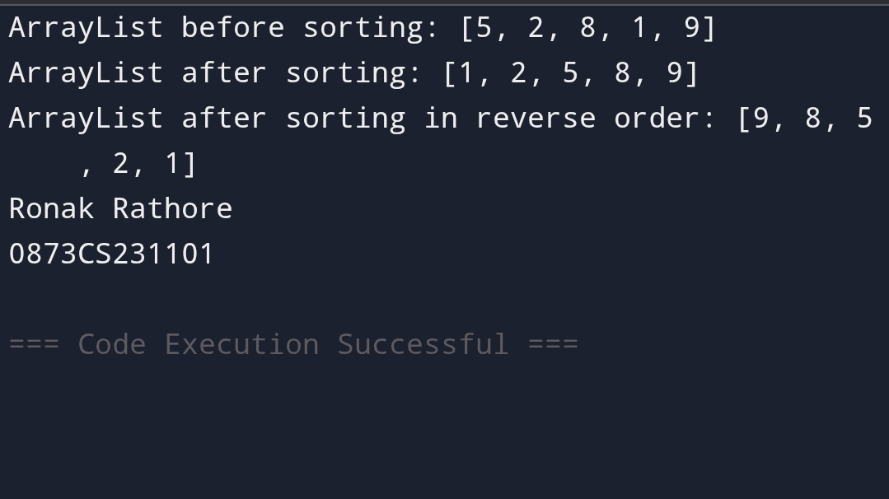 ArrayList before sorting: [5, 2, 8, 1, 9]
ArrayList after sorting: [1, 2, 5, 8, 9]
ArrayList after sorting in reverse order: [9, 8, 5
, 2, 1]
Ronak Rathore
0873CS231101
=== Code Execution Successful ===